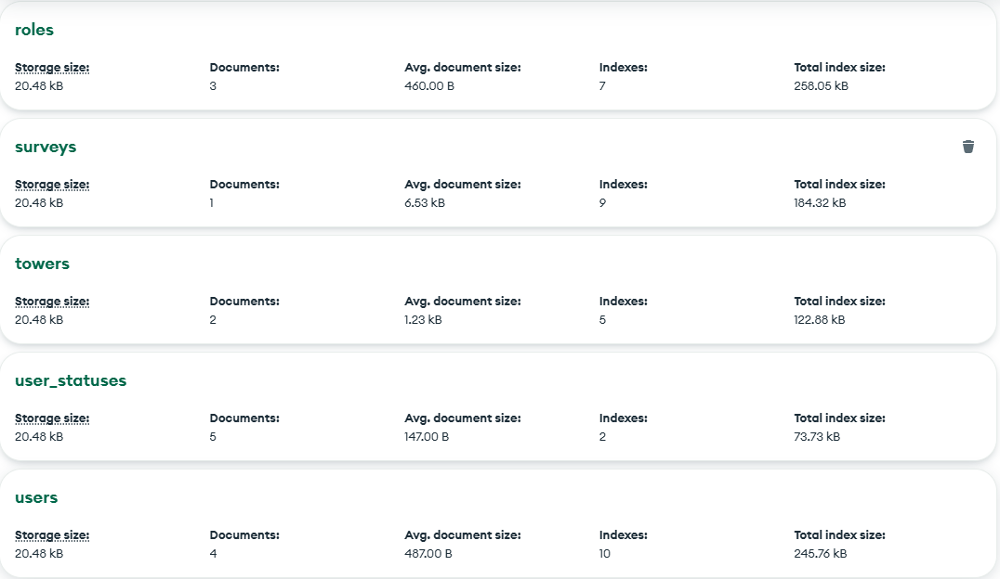 roles
Storage size: Documents: Avg. document size: Indexes: Total index size:
20.48 kB 3 460.00 B 7 258.05 kB
surveys
Storage size: Documents: Avg. document size: Indexes: Total index size:
20.48 kB 1 6.53 kB 9 184.32 kB
towers
Storage size: Documents: Avg. document size: Indexes: Total index size:
20.48 kB 2 1.23 kB 5 122.88 kB
user_statuses
Storage size: Documents: Avg. document size: Indexes: Total index size:
20.48 kB 5 147.00 B 2 73.73 kB
users
Storage size: Documents: Avg. document size: Indexes: Total index size:
20.48 kB 4 487.00 B 10 245.76 kB